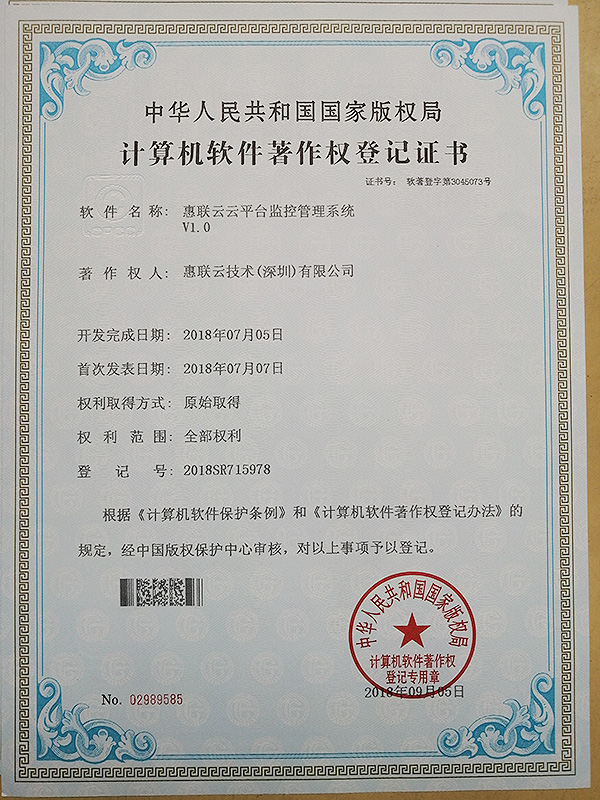 中华人民共和国国家版权局
计算机软件著作权登记证书
证书号： 软著登字第3045073号
软件名称： 惠联云云平台监控管理系统
V1.0
著作权人： 惠联云技术(深圳)有限公司
开发完成日期： 2018年07月05日
首次发表日期： 2018年07月07日
权利取得方式： 原始取得
权利范围： 全部权利
登记号： 2018SR715978
根据《计算机软件保护条例》和《计算机软件著作权登记办法》的
规定，经中国版权保护中心审核，对以上事项予以登记。
中华人民共和国国家版权局
计算机软件著作权
登记专用章
No. 02989585
2018年09月05日